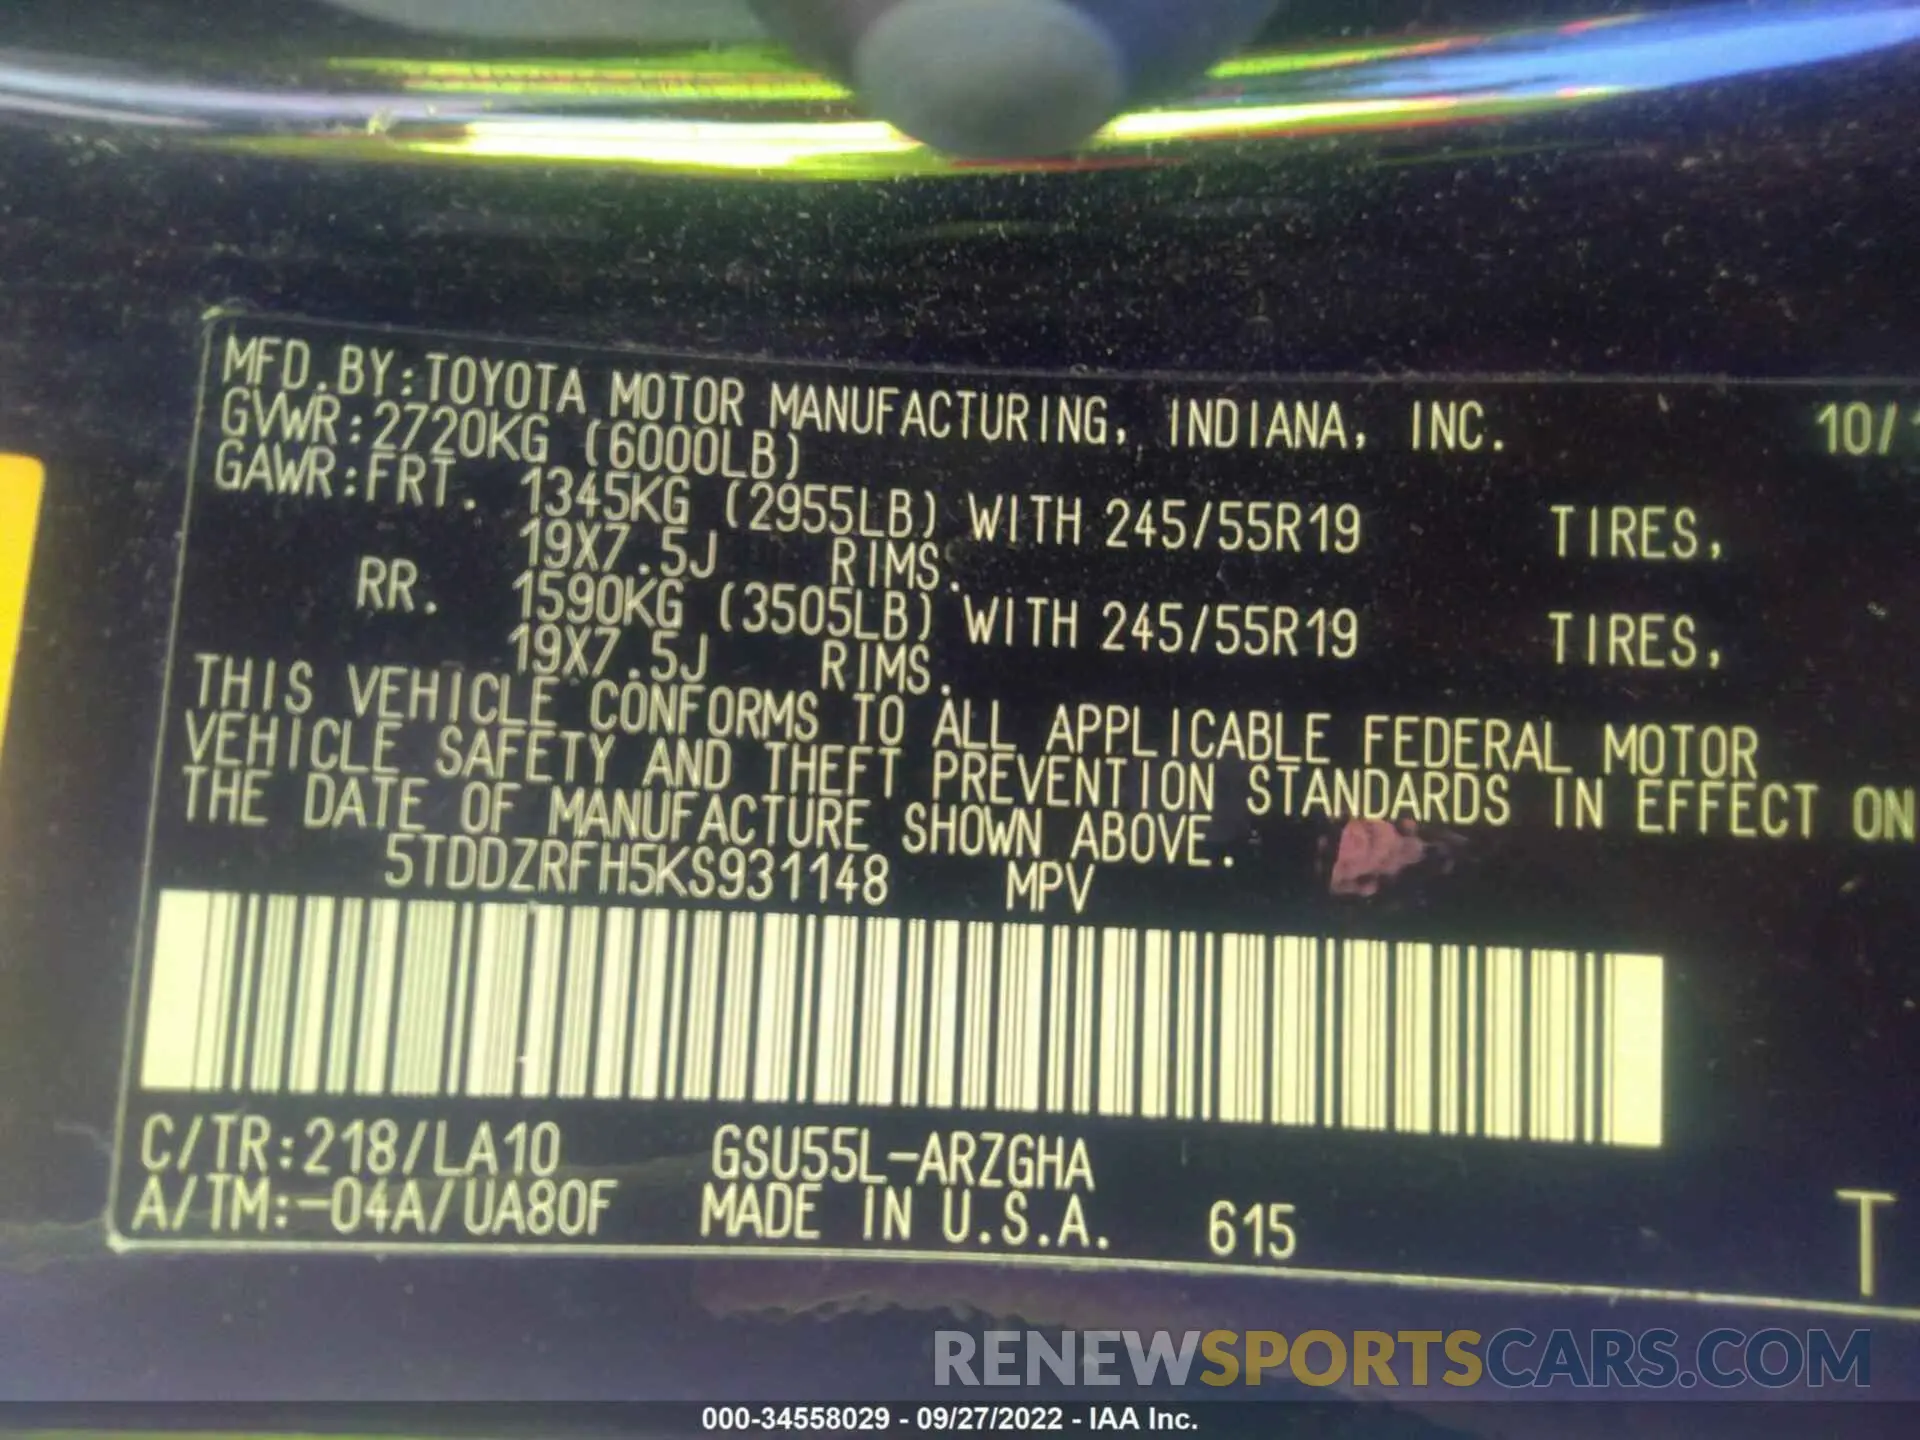 MFD.BY:TOYOTA MOTOR MANUFACTURING, INDIANA, INC. 10/
GVWR:2720KG (6000LB)
GAWR:FRT. 1345KG (2955LB) WITH 245/55R19 TIRES,
19X7.5J RIMS.
RR. 1590KG (3505LB) WITH 245/55R19 TIRES,
19X7.5J RIMS.
THIS VEHICLE CONFORMS TO ALL APPLICABLE FEDERAL MOTOR
VEHICLE SAFETY AND THEFT PREVENTION STANDARDS IN EFFECT ON
THE DATE OF MANUFACTURE SHOWN ABOVE.
5TDDZRFH5KS931148 MPV
C/TR:218/LA10 GSU55L-ARZGHA
A/TM:-04A/UA80F MADE IN U.S.A. 615
T
RENEWSPORTSCARS.COM
000-34558029 - 09/27/2022 - IAA Inc.